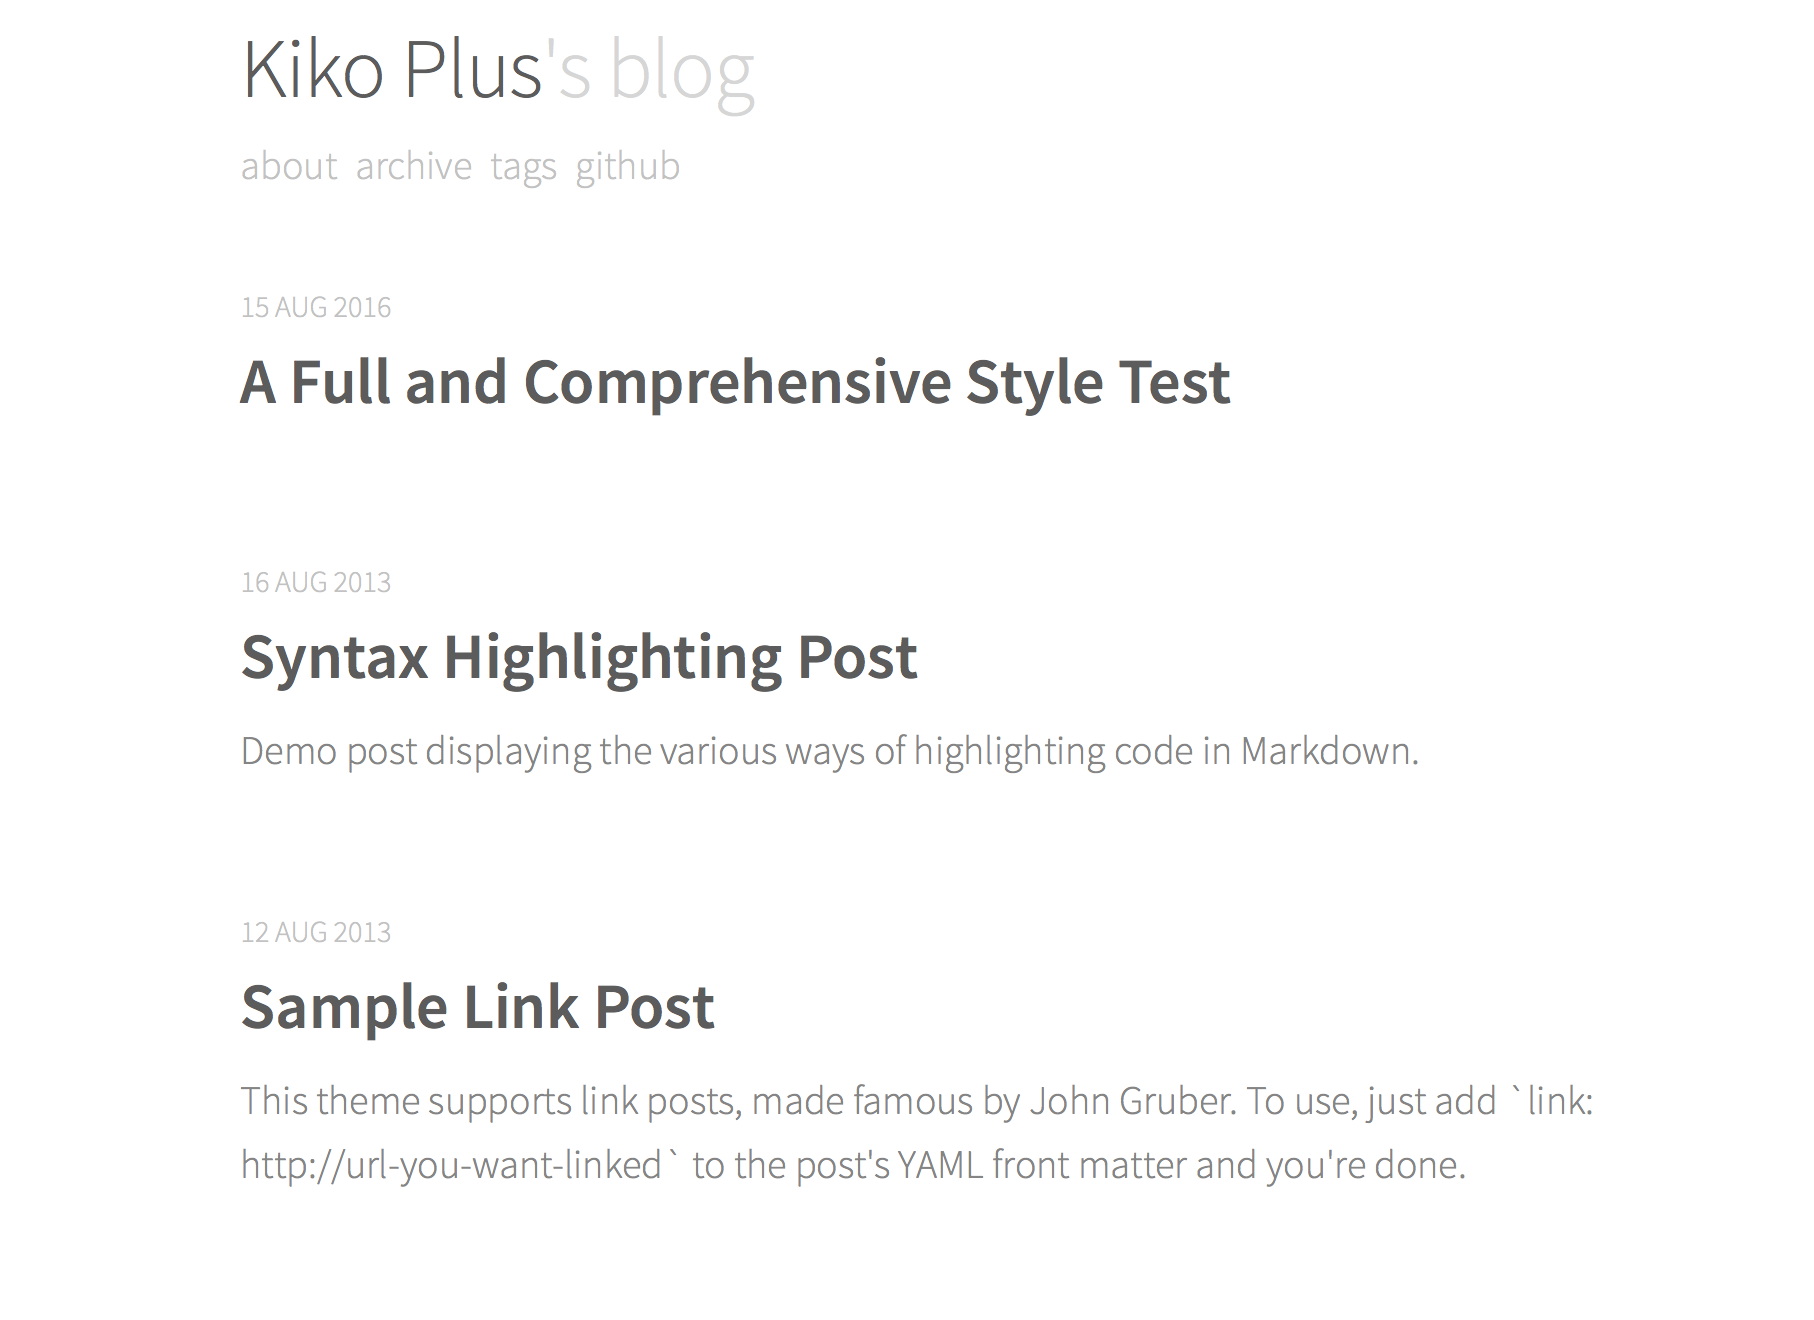 Kiko Plus's blog
about archive tags github
15 AUG 2016
A Full and Comprehensive Style Test
16 AUG 2013
Syntax Highlighting Post
Demo post displaying the various ways of highlighting code in Markdown.
12 AUG 2013
Sample Link Post
This theme supports link posts, made famous by John Gruber. To use, just add `link:
http://url-you-want-linked` to the post's YAML front matter and you're done.